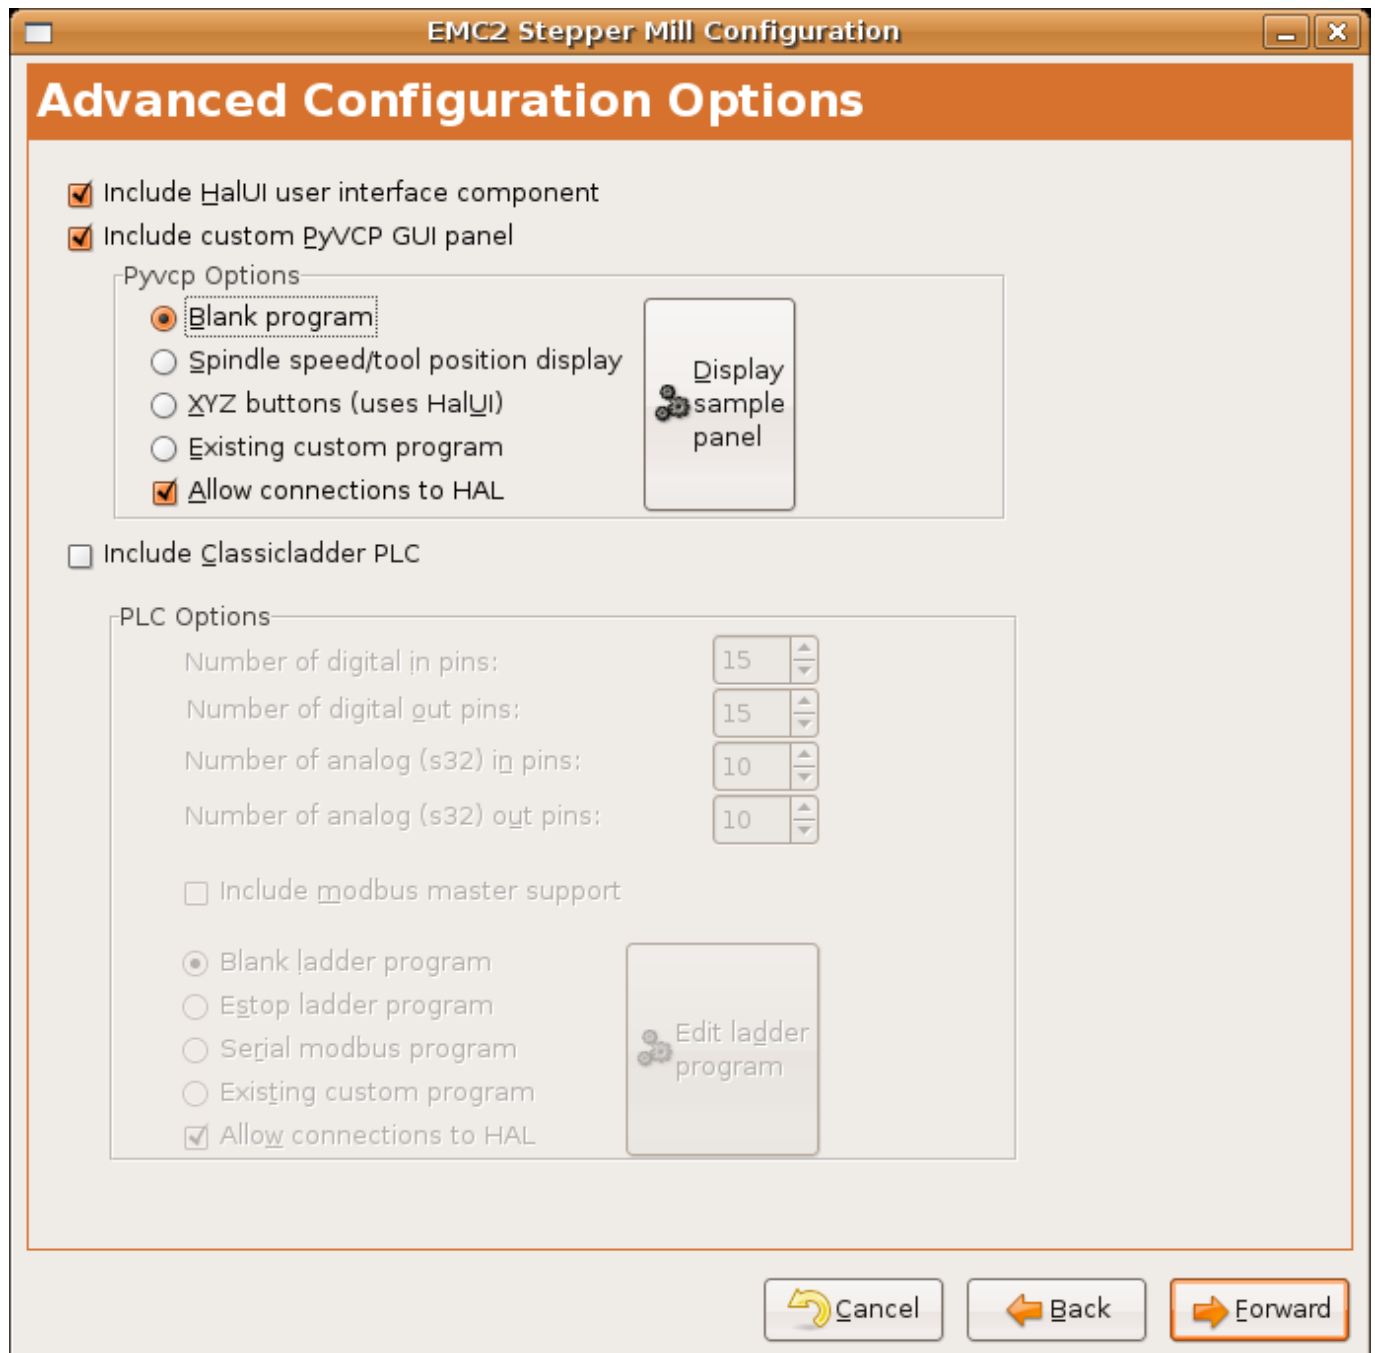 EMC2 Stepper Mill Configuration
Advanced Configuration Options
Include HalUI user interface component
Include custom PyVCP GUI panel
Pyvcp Options
Blank program
Spindle speed/tool position display
XYZ buttons (uses HalUI)
Existing custom program
Allow connections to HAL
Display
sample
panel
Include Classicladder PLC
PLC Options
Number of digital in pins: 15
Number of digital out pins: 15
Number of analog (s32) in pins: 10
Number of analog (s32) out pins: 10
Include modbus master support
Blank ladder program
Estop ladder program
Serial modbus program
Existing custom program
Allow connections to HAL
Edit ladder
program
Cancel Back Forward